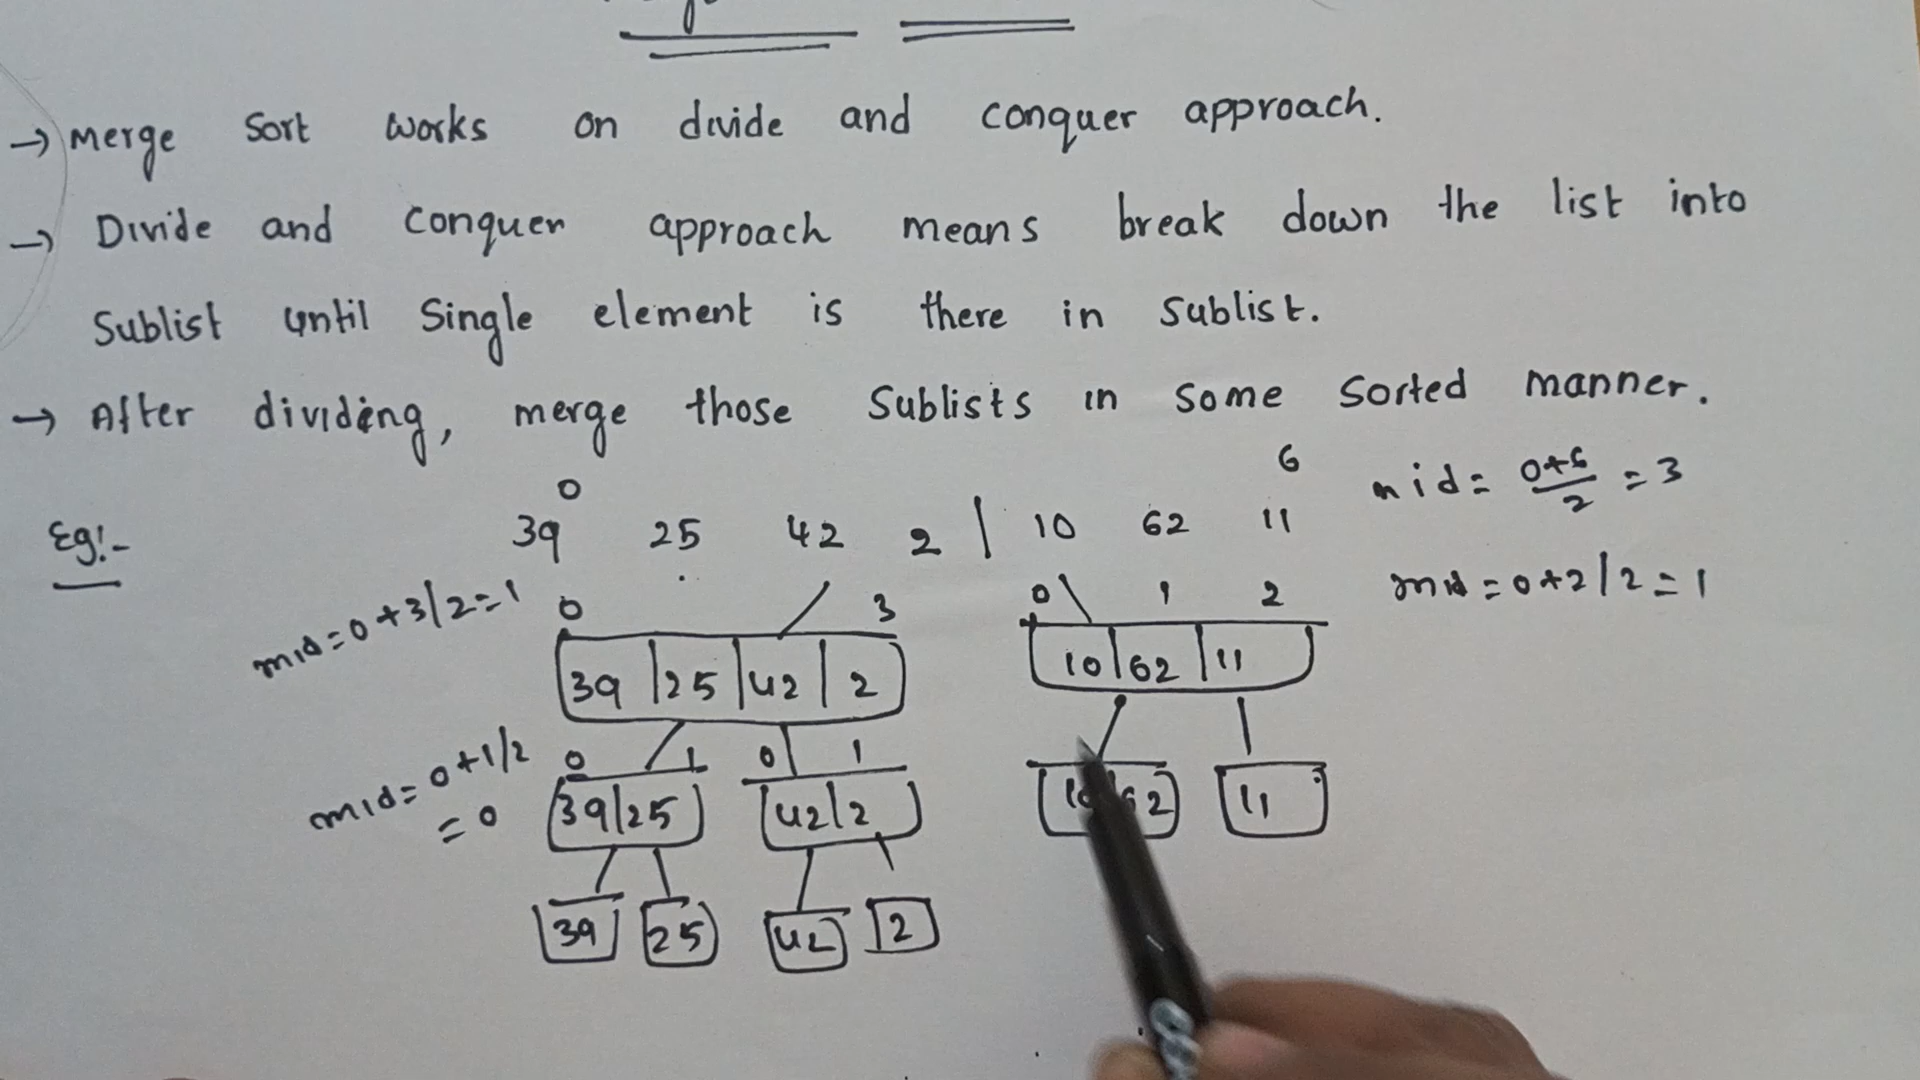 → Merge Sort works on divide and conquer approach.
→ Divide and conquer approach means break down the list into
Sublist until Single element is there in Sublist.
→ After dividing, merge those Sublists in some sorted manner.
0 6 mid = 0+6/2 = 3
Eg:- 39 25 42 2 | 10 62 11
mid = 0+3/2 = 1 0 3 0 1 2 mid = 0+2/2 = 1
39 | 25 | 42 | 2 10 | 62 | 11
mid = 0+1/2 0 1 0 1
= 0 39 | 25 42 | 2 62 11
39 25 42 2